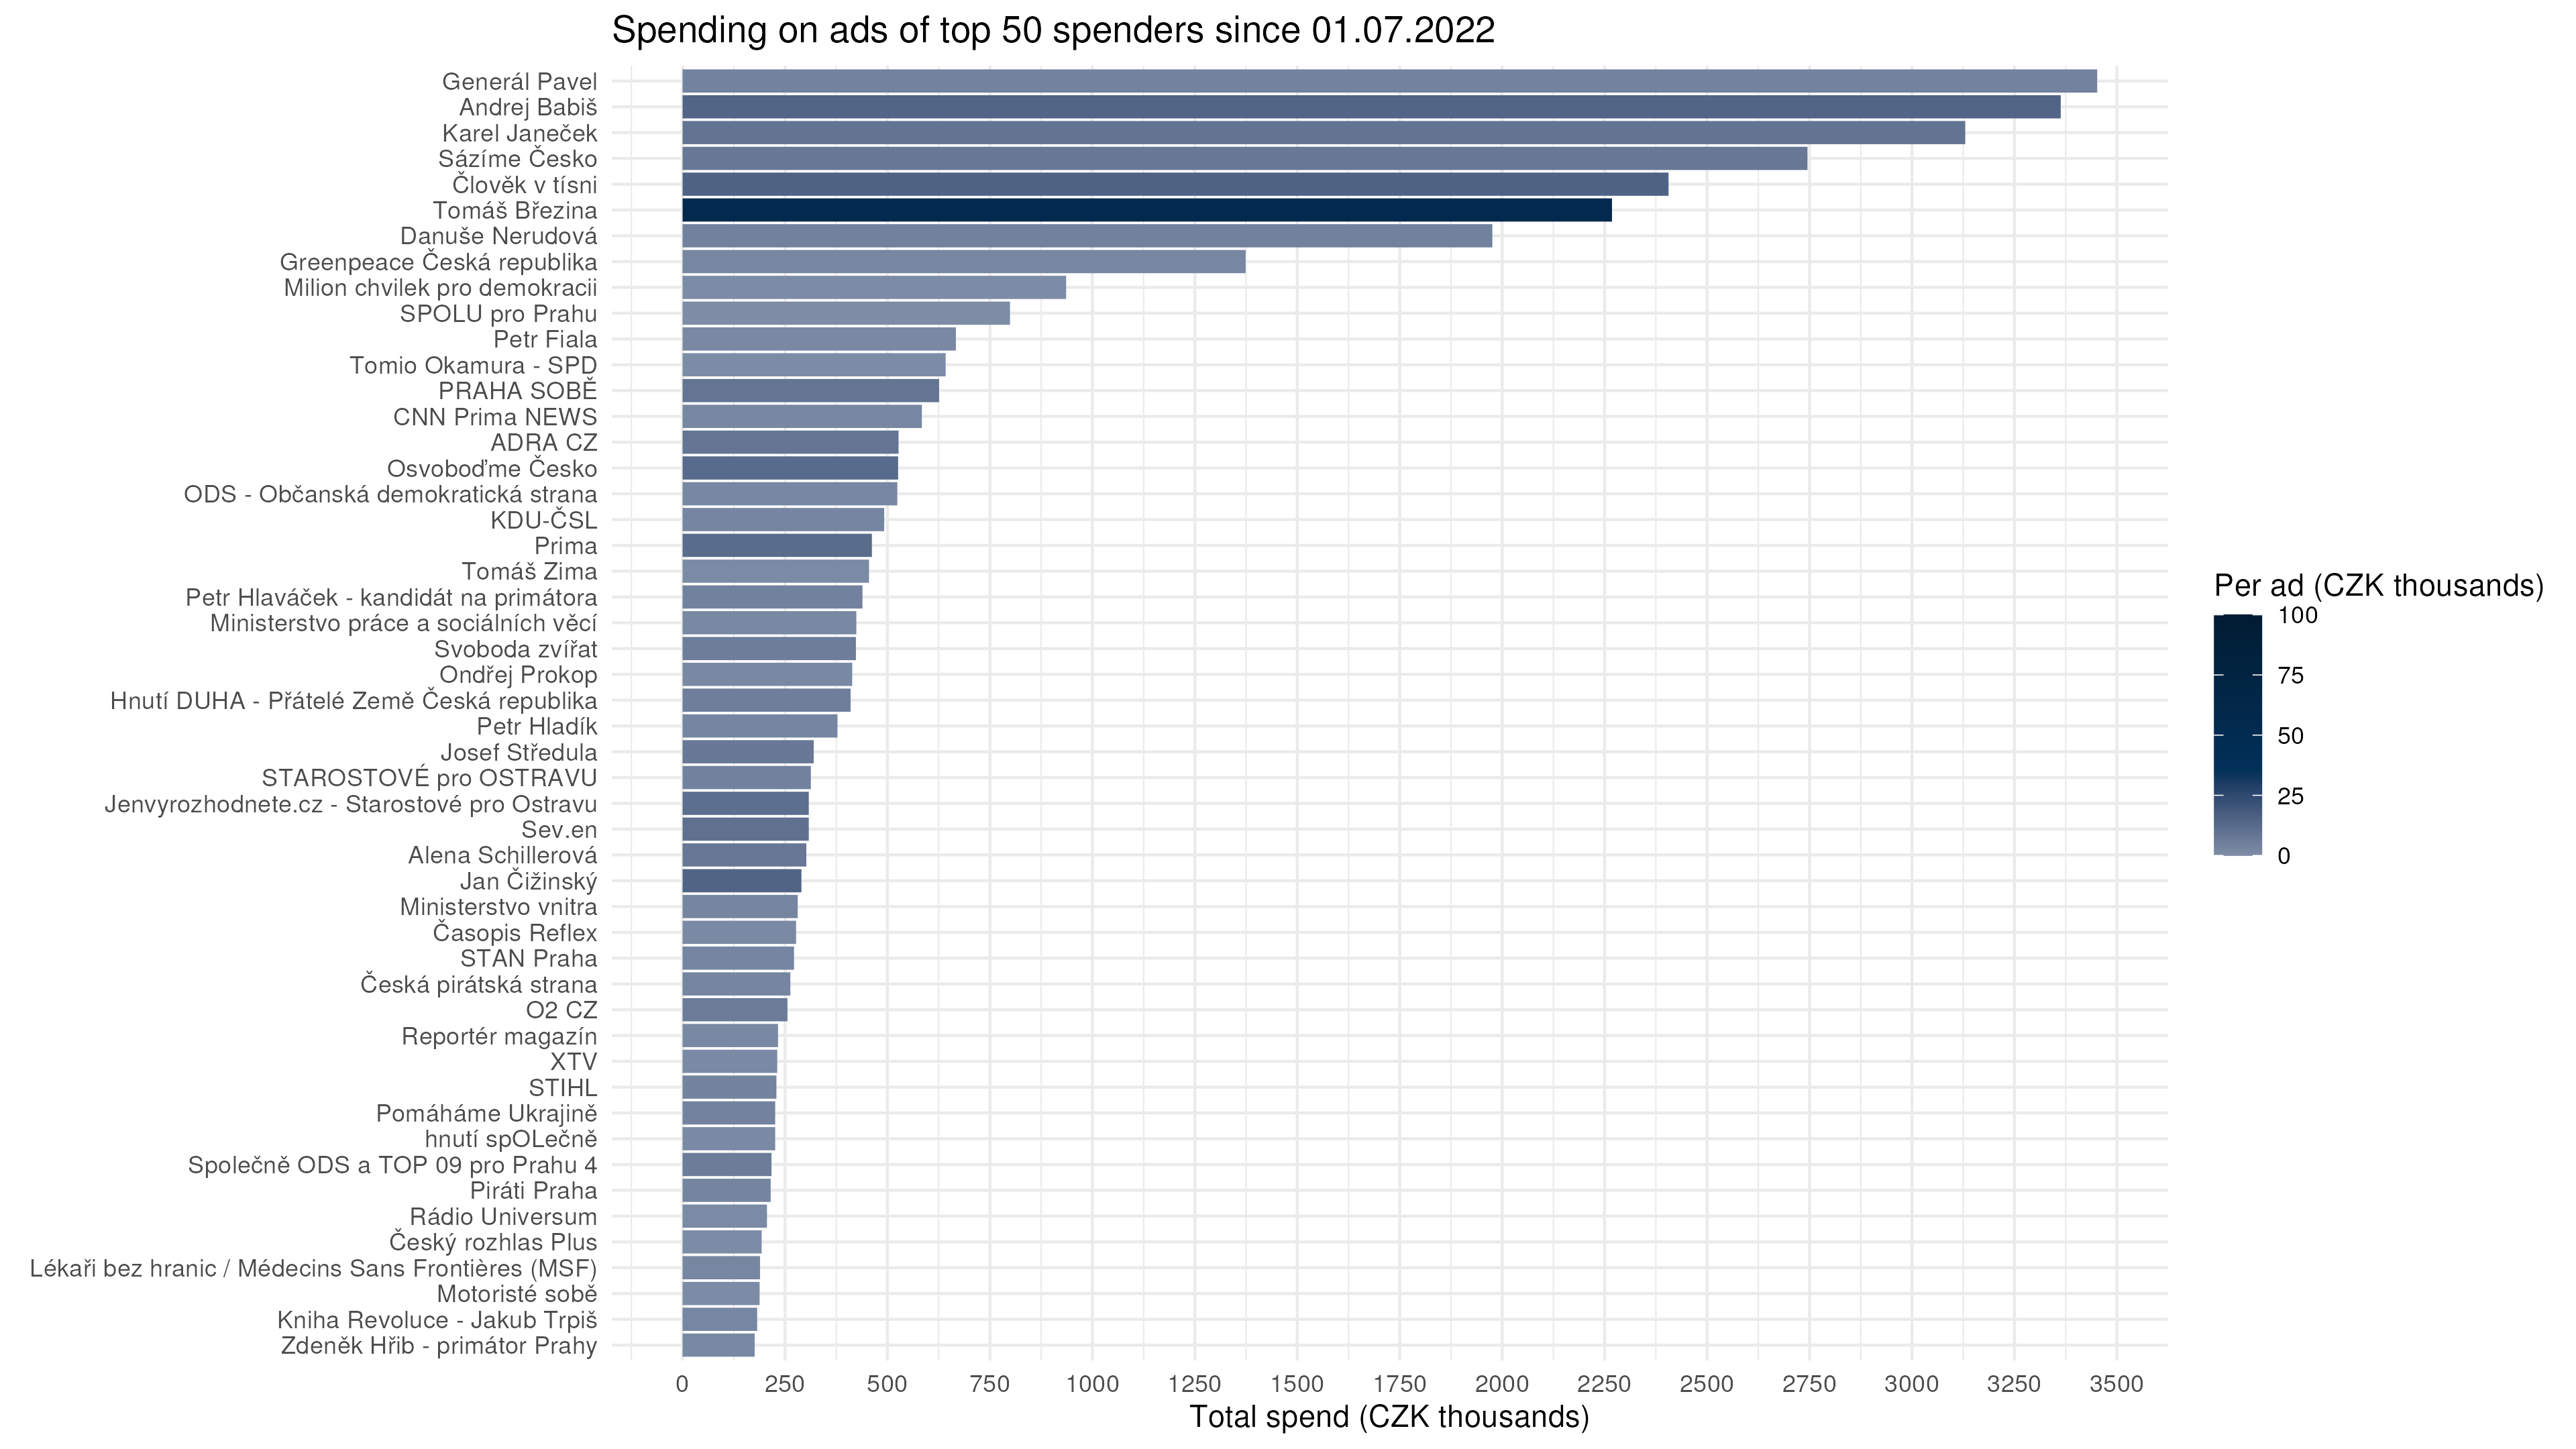 Spending on ads of top 50 spenders since 01.07.2022
Generál Pavel
Andrej Babiš
Karel Janeček
Sázíme Česko
Člověk v tísni
Tomáš Březina
Danuše Nerudová
Greenpeace Česká republika
Milion chvilek pro demokracii
SPOLU pro Prahu
Petr Fiala
Tomio Okamura - SPD
PRAHA SOBĚ
CNN Prima NEWS
ADRA CZ
Osvoboďme Česko
ODS - Občanská demokratická strana
KDU-ČSL
Prima
Tomáš Zima
Petr Hlaváček - kandidát na primátora
Ministerstvo práce a sociálních věcí
Svoboda zvířat
Ondřej Prokop
Hnutí DUHA - Přátelé Země Česká republika
Petr Hladík
Josef Středula
STAROSTOVÉ pro OSTRAVU
Jenvyrozhodnete.cz - Starostové pro Ostravu
Sev.en
Alena Schillerová
Jan Čižinský
Ministerstvo vnitra
Časopis Reflex
STAN Praha
Česká pirátská strana
O2 CZ
Reportér magazín
XTV
STIHL
Pomáháme Ukrajině
hnutí spOLečně
Společně ODS a TOP 09 pro Prahu 4
Piráti Praha
Rádio Universum
Český rozhlas Plus
Lékaři bez hranic / Médecins Sans Frontières (MSF)
Motoristé sobě
Kniha Revoluce - Jakub Trpiš
Zdeněk Hřib - primátor Prahy
0 250 500 750 1000 1250 1500 1750 2000 2250 2500 2750 3000 3250 3500
Total spend (CZK thousands)
Per ad (CZK thousands)
100
75
50
25
0